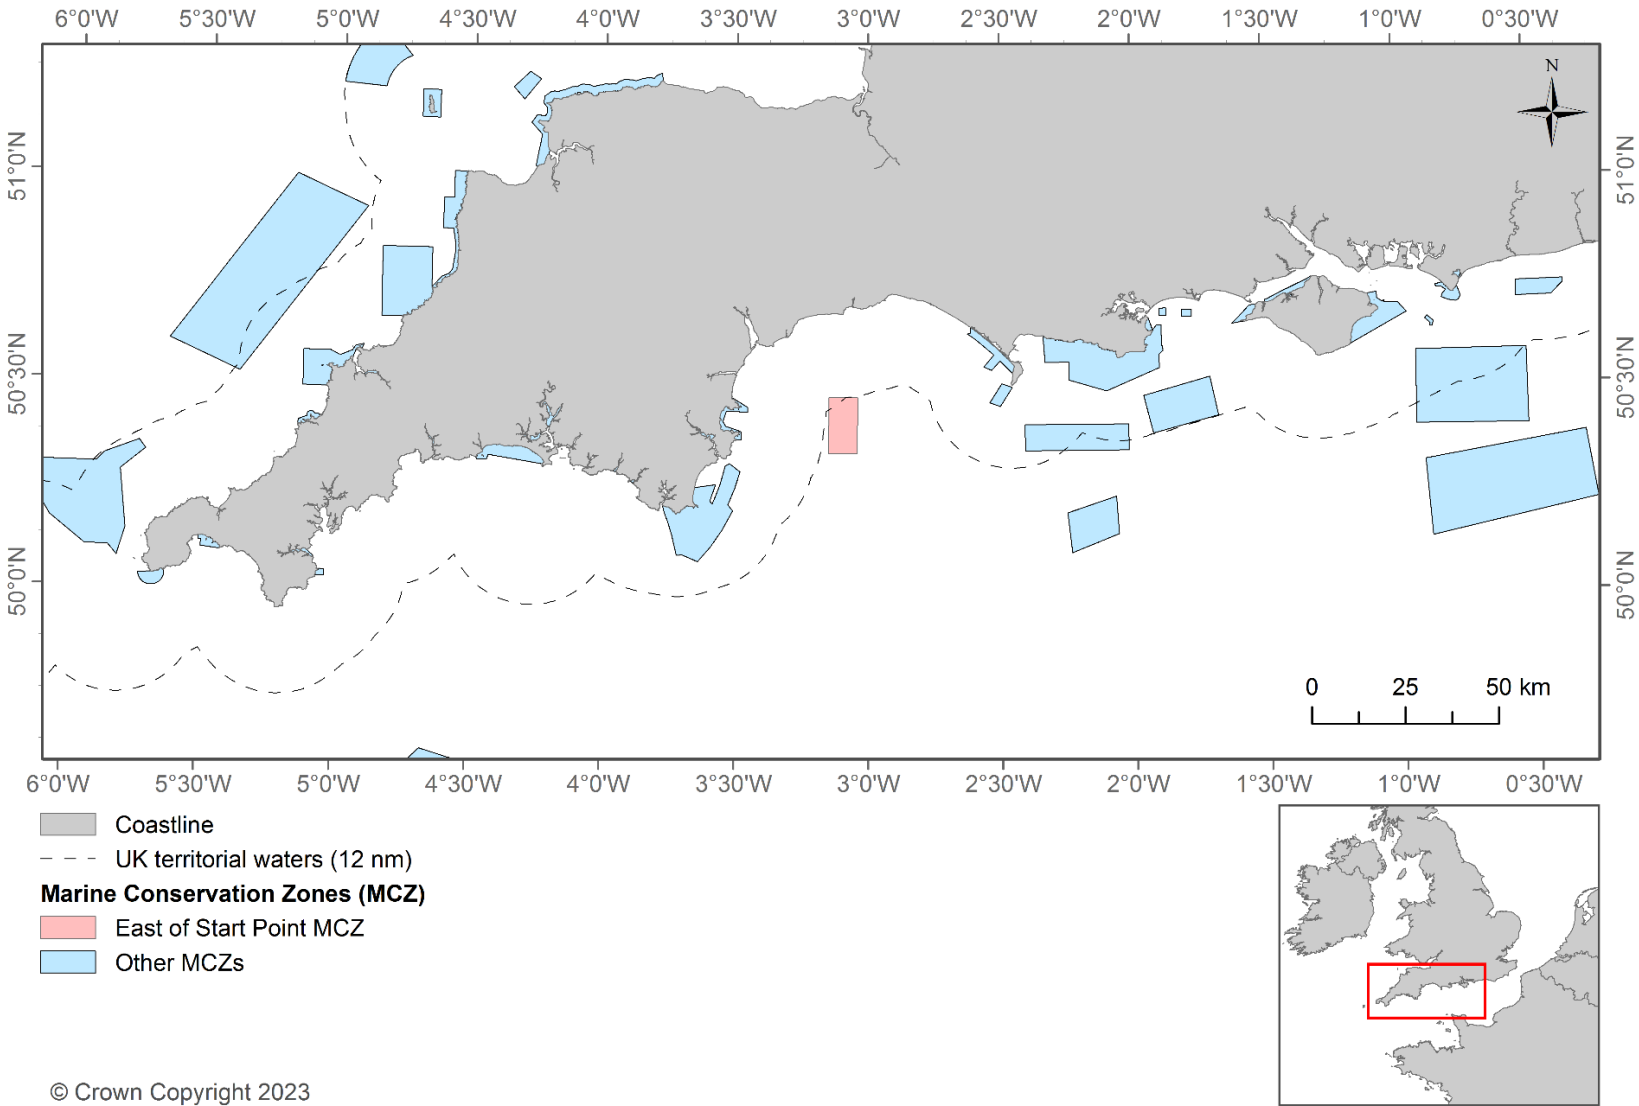 6°0'W 5°30'W 5°0'W 4°30'W 4°0'W 3°30'W 3°0'W 2°30'W 2°0'W 1°30'W 1°0'W 0°30'W
N
51°0'N 51°0'N
50°30'N 50°30'N
50°0'N 50°0'N
0 25 50 km
6°0'W 5°30'W 5°0'W 4°30'W 4°0'W 3°30'W 3°0'W 2°30'W 2°0'W 1°30'W 1°0'W 0°30'W
Coastline
UK territorial waters (12 nm)
Marine Conservation Zones (MCZ)
East of Start Point MCZ
Other MCZs
© Crown Copyright 2023